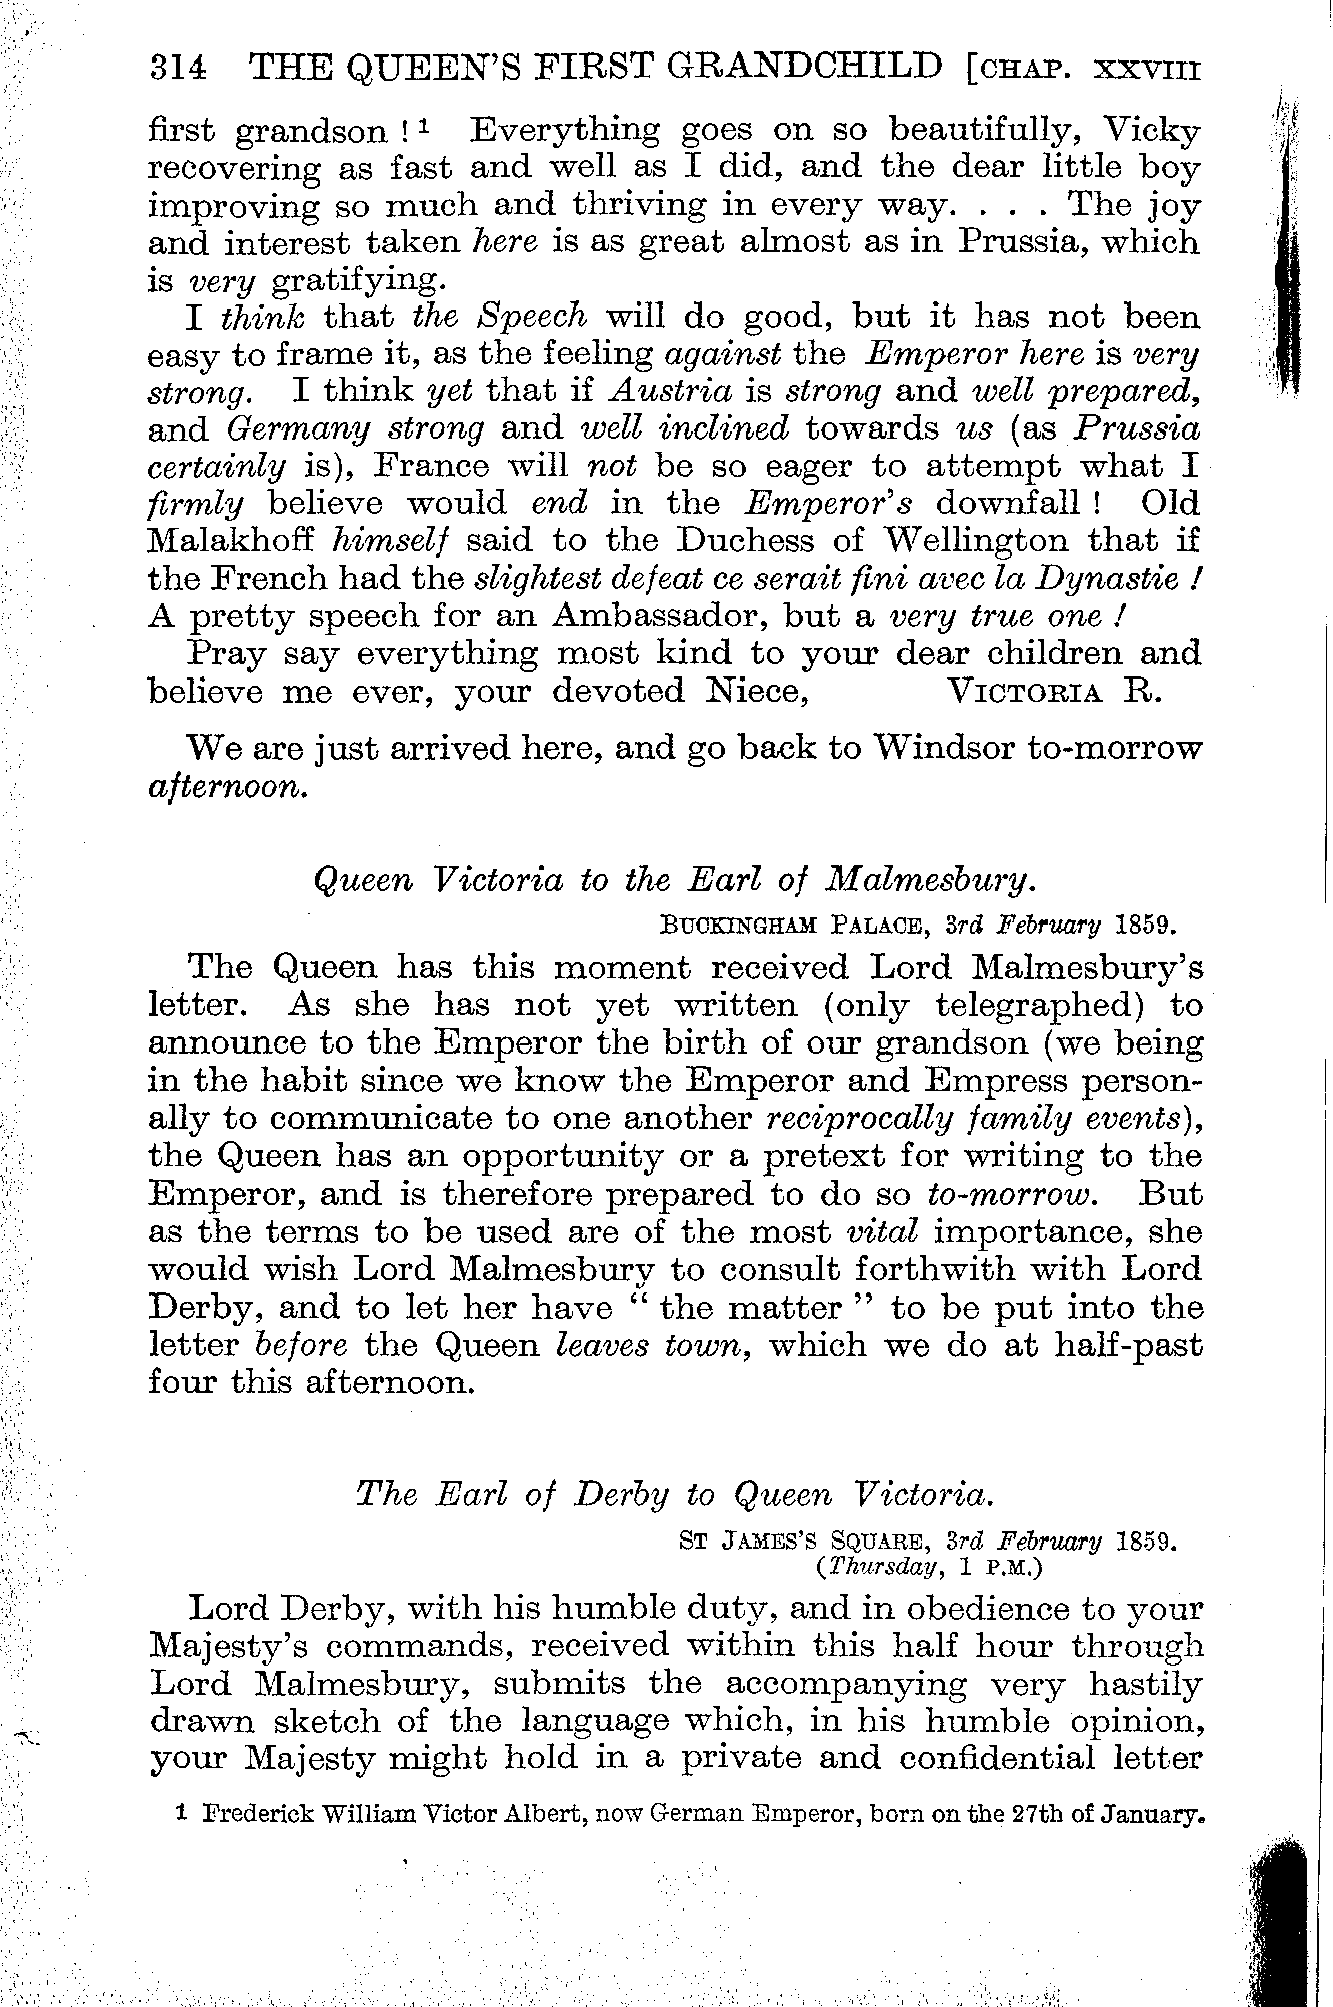 314 THE QUEEN'S FIRST GRANDCHILD [CHAP. XXVIII
first grandson !1 Everything goes on so beautifully, Vicky
recovering as fast and well as I did, and the dear little boy
improving so much and thriving in every way. . . . The joy
and interest taken here is as great almost as in Prussia, which
is very gratifying.
I think that the Speech will do good, but it has not been
easy to frame it, as the feeling against the Emperor here is very
strong. I think yet that if Austria is strong and well prepared,
and Germany strong and well inclined towards us (as Prussia
certainly is), France will not be so eager to attempt what I
firmly believe would end in the Emperor's downfall ! Old
Malakhoff himself said to the Duchess of Wellington that if
the French had the slightest defeat ce serait fini avec la Dynastie !
A pretty speech for an Ambassador, but a very true one !
Pray say everything most kind to your dear children and
believe me ever, your devoted Niece, VICTORIA R.
We are just arrived here, and go back to Windsor to-morrow
afternoon.
Queen Victoria to the Earl of Malmesbury.
BUCKINGHAM PALACE, 3rd February 1859.
The Queen has this moment received Lord Malmesbury's
letter. As she has not yet written (only telegraphed) to
announce to the Emperor the birth of our grandson (we being
in the habit since we know the Emperor and Empress person-
ally to communicate to one another reciprocally family events),
the Queen has an opportunity or a pretext for writing to the
Emperor, and is therefore prepared to do so to-morrow. But
as the terms to be used are of the most vital importance, she
would wish Lord Malmesbury to consult forthwith with Lord
Derby, and to let her have " the matter " to be put into the
letter before the Queen leaves town, which we do at half-past
four this afternoon.
The Earl of Derby to Queen Victoria.
ST JAMES'S SQUARE, 3rd February 1859.
(Thursday, 1 P.M.)
Lord Derby, with his humble duty, and in obedience to your
Majesty's commands, received within this half hour through
Lord Malmesbury, submits the accompanying very hastily
drawn sketch of the language which, in his humble opinion,
your Majesty might hold in a private and confidential letter
1 Frederick William Victor Albert, now German Emperor, born on the 27th of January.